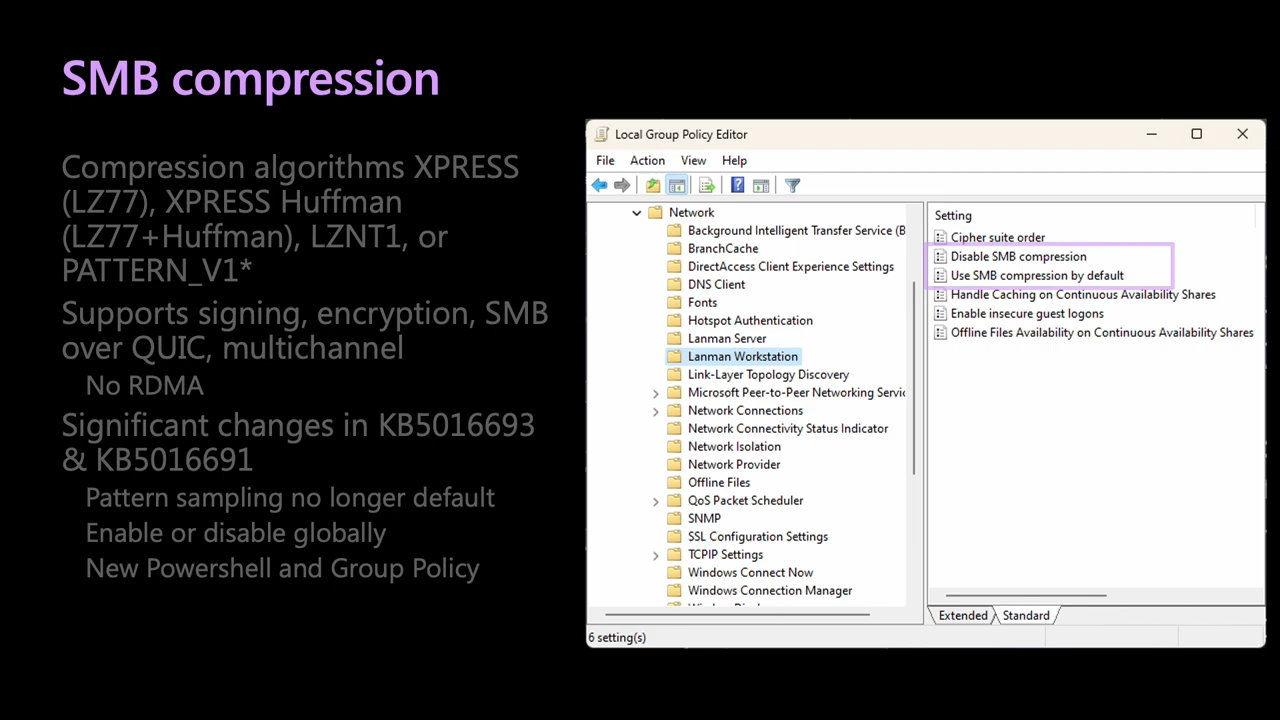 SMB compression
Compression algorithms XPRESS
(LZ77), XPRESS Huffman
(LZ77+Huffman), LZNT1, or
PATTERN_V1*
Supports signing, encryption, SMB
over QUIC, multichannel
No RDMA
Significant changes in KB5016693
& KB5016691
Pattern sampling no longer default
Enable or disable globally
New Powershell and Group Policy
Local Group Policy Editor
File Action View Help
Network
Background Intelligent Transfer Service (B
BranchCache
DirectAccess Client Experience Settings
DNS Client
Fonts
Hotspot Authentication
Lanman Server
Lanman Workstation
Link-Layer Topology Discovery
Microsoft Peer-to-Peer Networking Servic
Network Connections
Network Connectivity Status Indicator
Network Isolation
Network Provider
Offline Files
QoS Packet Scheduler
SNMP
SSL Configuration Settings
TCPIP Settings
Windows Connect Now
Windows Connection Manager
Setting
Cipher suite order
Disable SMB compression
Use SMB compression by default
Handle Caching on Continuous Availability Shares
Enable insecure guest logons
Offline Files Availability on Continuous Availability Shares
Extended Standard
6 setting(s)